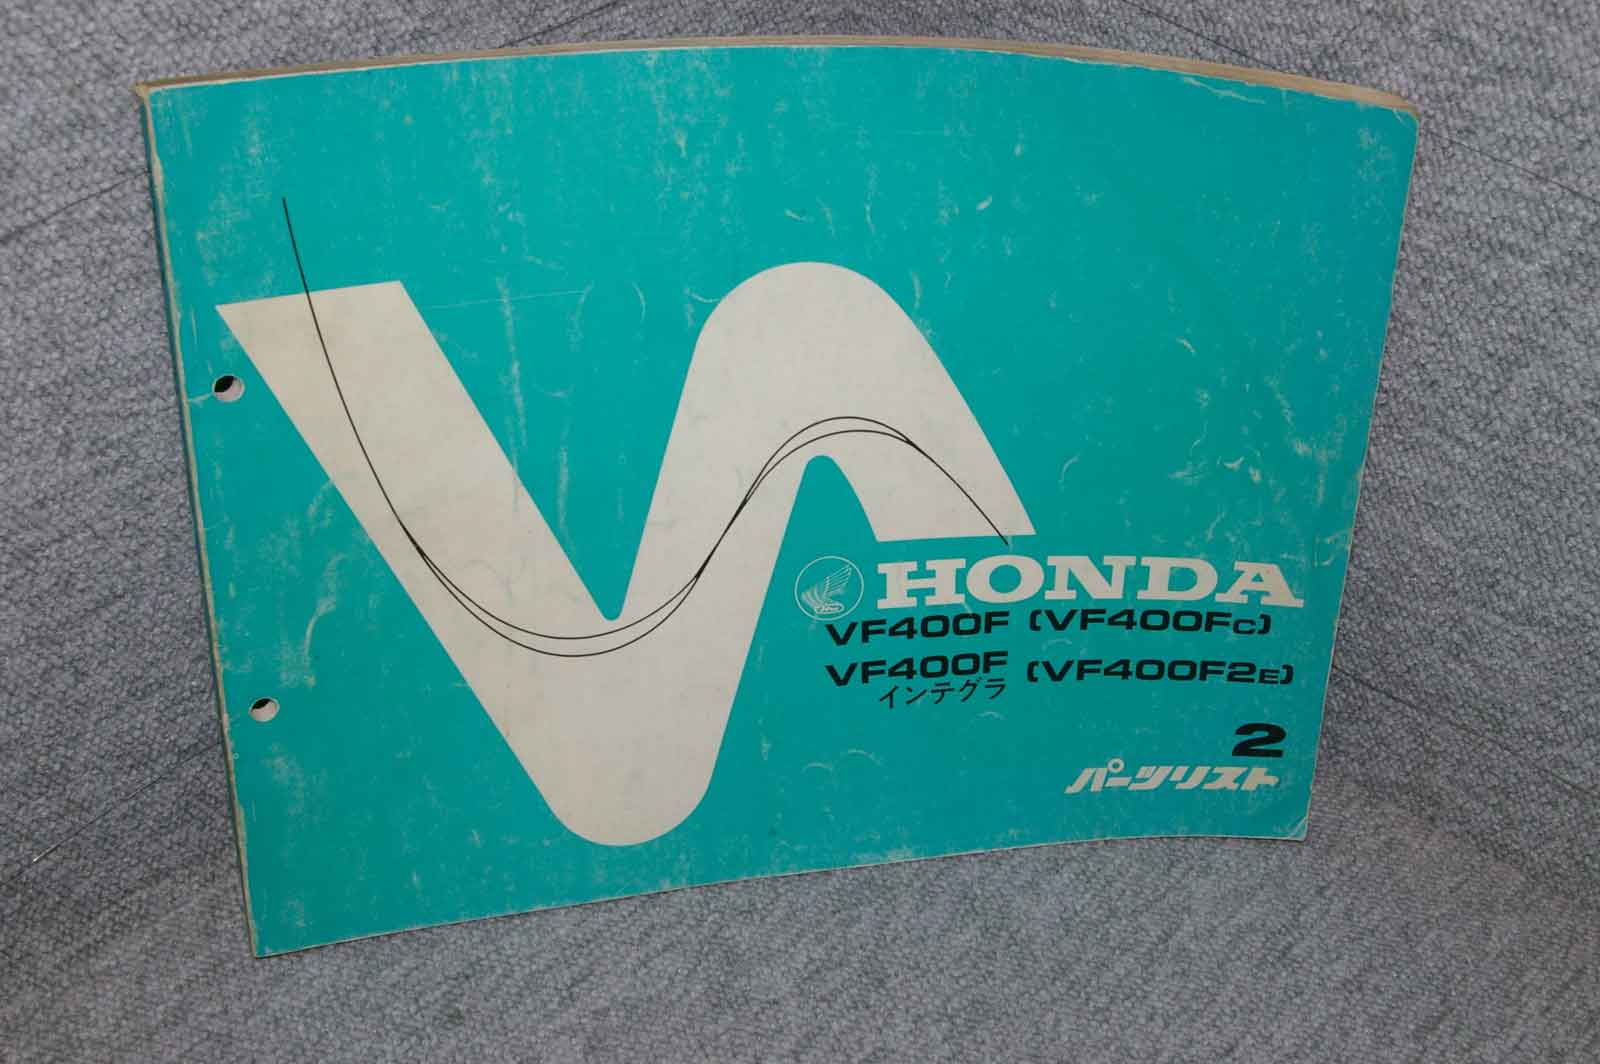 HONDA
VF400F (VF400FC)
VF400F (VF400F2E)
インテグラ
2
パーツリスト